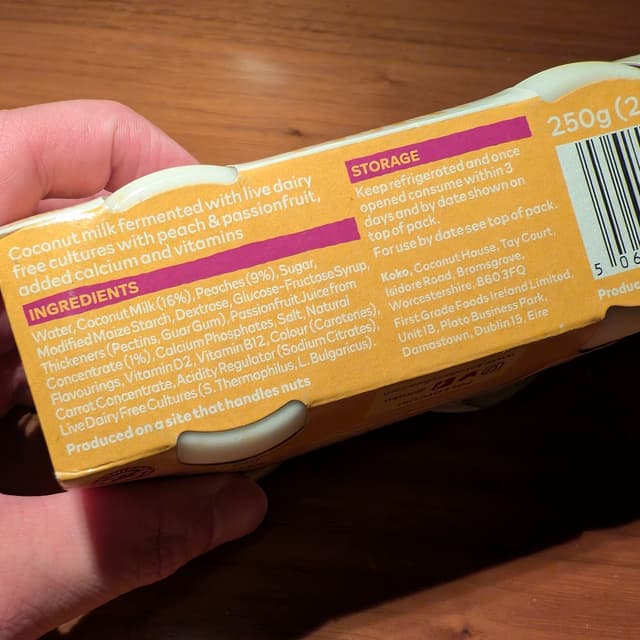 Coconut milk fermented with live dairy
free cultures with peach & passionfruit,
added calcium and vitamins
INGREDIENTS
Water, Coconut Milk (16%), Peaches (9%), Sugar,
Modified Maize Starch, Dextrose, Glucose-Fructose Syrup,
Thickeners (Pectins, Guar Gum), Passionfruit Juice from
Concentrate (1%), Calcium Phosphates, Salt, Natural
Flavourings, Vitamin D2, Vitamin B12, Colour (Carotenes),
Carrot Concentrate, Acidity Regulator (Sodium Citrates),
Live Dairy Free Cultures (S. Thermophilus, L. Bulgaricus).
Produced on a site that handles nuts
STORAGE
Keep refrigerated and once
opened consume within 3
days and by date shown on
top of pack.
For use by date see top of pack.
Koko, Coconut House, Tay Court,
Isidore Road, Bromsgrove,
Worcestershire, B60 3FQ
First Grade Foods Ireland Limited,
Unit 1B, Plato Business Park,
Damastown, Dublin 15, Eire
250g (2
5 06
Produ